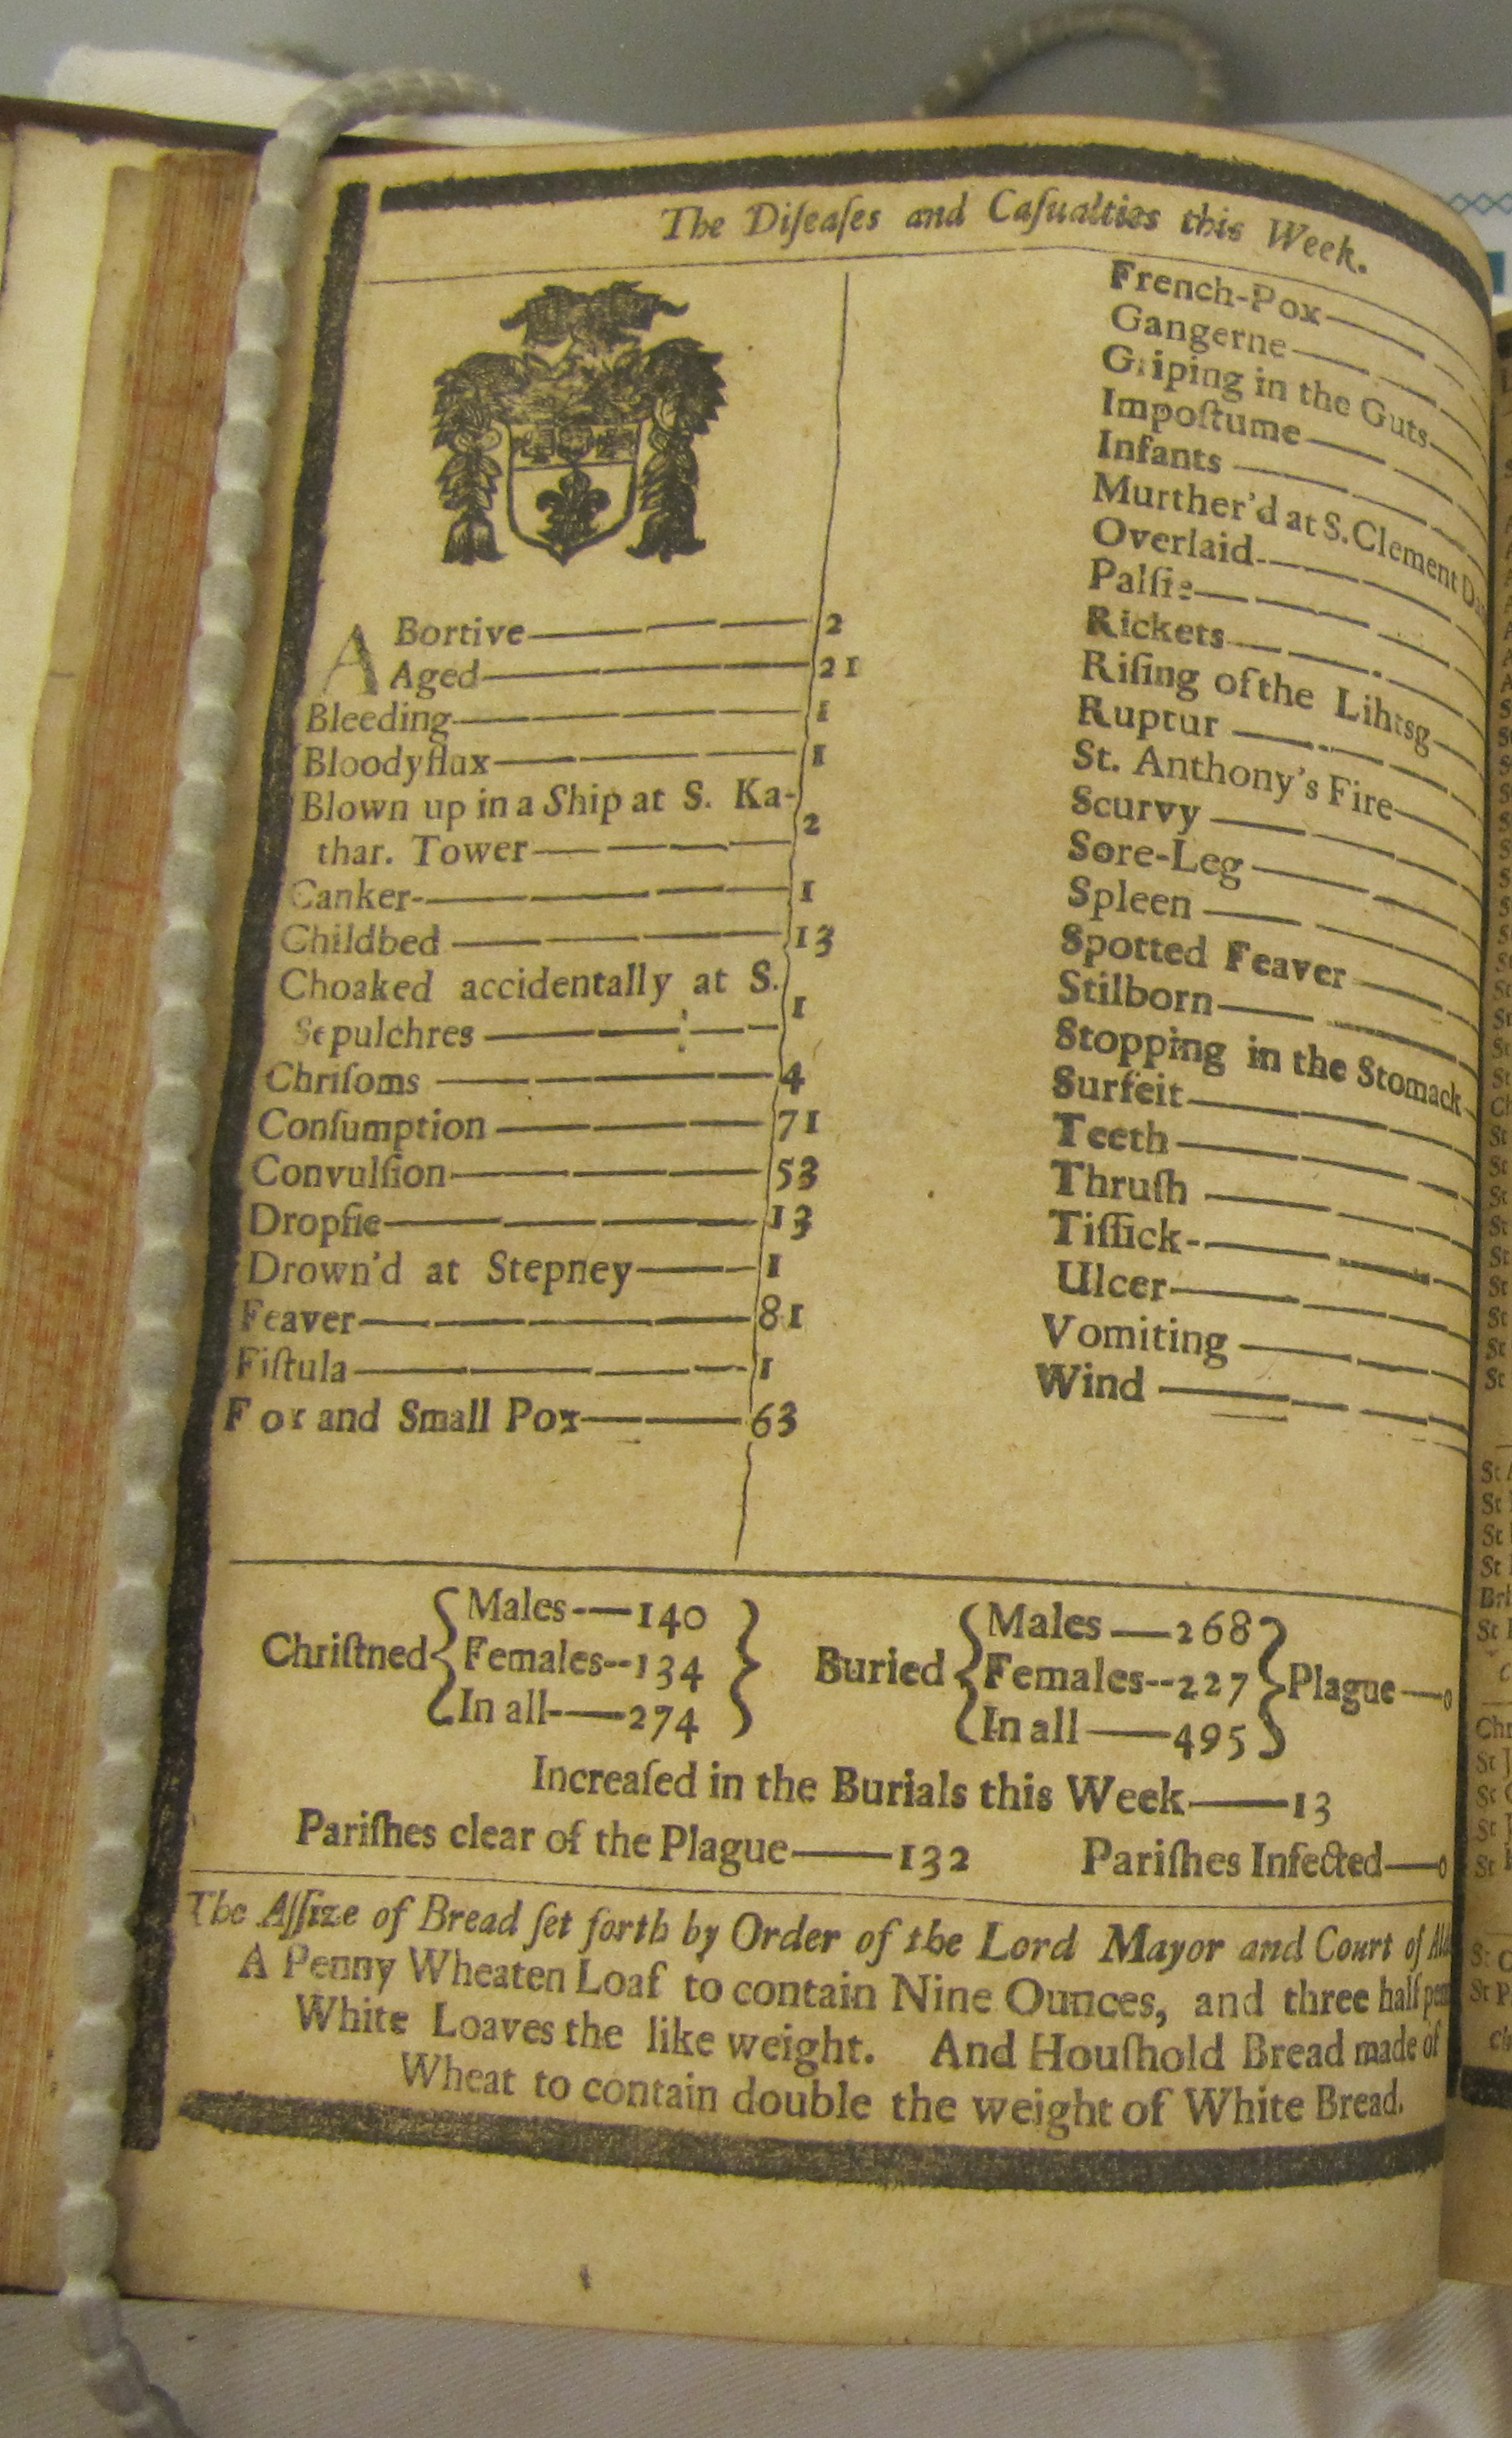 The Diſeaſes and Caſualties this Week.
A Bortive 2
Aged 21
Bleeding 1
Bloodyflux 1
Blown up in a Ship at S. Ka-
thar. Tower 2
Canker 1
Childbed 13
Choaked accidentally at S.
Sepulchres 1
Chriſoms 4
Conſumption 71
Convulſion 53
Dropſie 13
Drown'd at Stepney 1
Feaver 81
Fiſtula 1
Fox and Small Pox 63
French-Pox
Gangerne
Griping in the Guts
Impoſtume
Infants
Murther'd at S. Clement
Overlaid
Palſie
Rickets
Riſing of the Lihtsg
Ruptur
St. Anthony's Fire
Scurvy
Sore-Leg
Spleen
Spotted Feaver
Stilborn
Stopping in the Stomack
Surfeit
Teeth
Thruſh
Tiſſick
Ulcer
Vomiting
Wind
Chriſtned
Males 140
Females 134
In all 274
Buried
Males 268
Females 227
In all 495
Plague 0
Increaſed in the Burials this Week 13
Pariſhes clear of the Plague 132 Pariſhes Infected 0
The Aſſize of Bread ſet forth by Order of the Lord Mayor and Court of
A Penny Wheaten Loaf to contain Nine Ounces, and three half
White Loaves the like weight. And Houſhold Bread made of
Wheat to contain double the weight of White Bread.